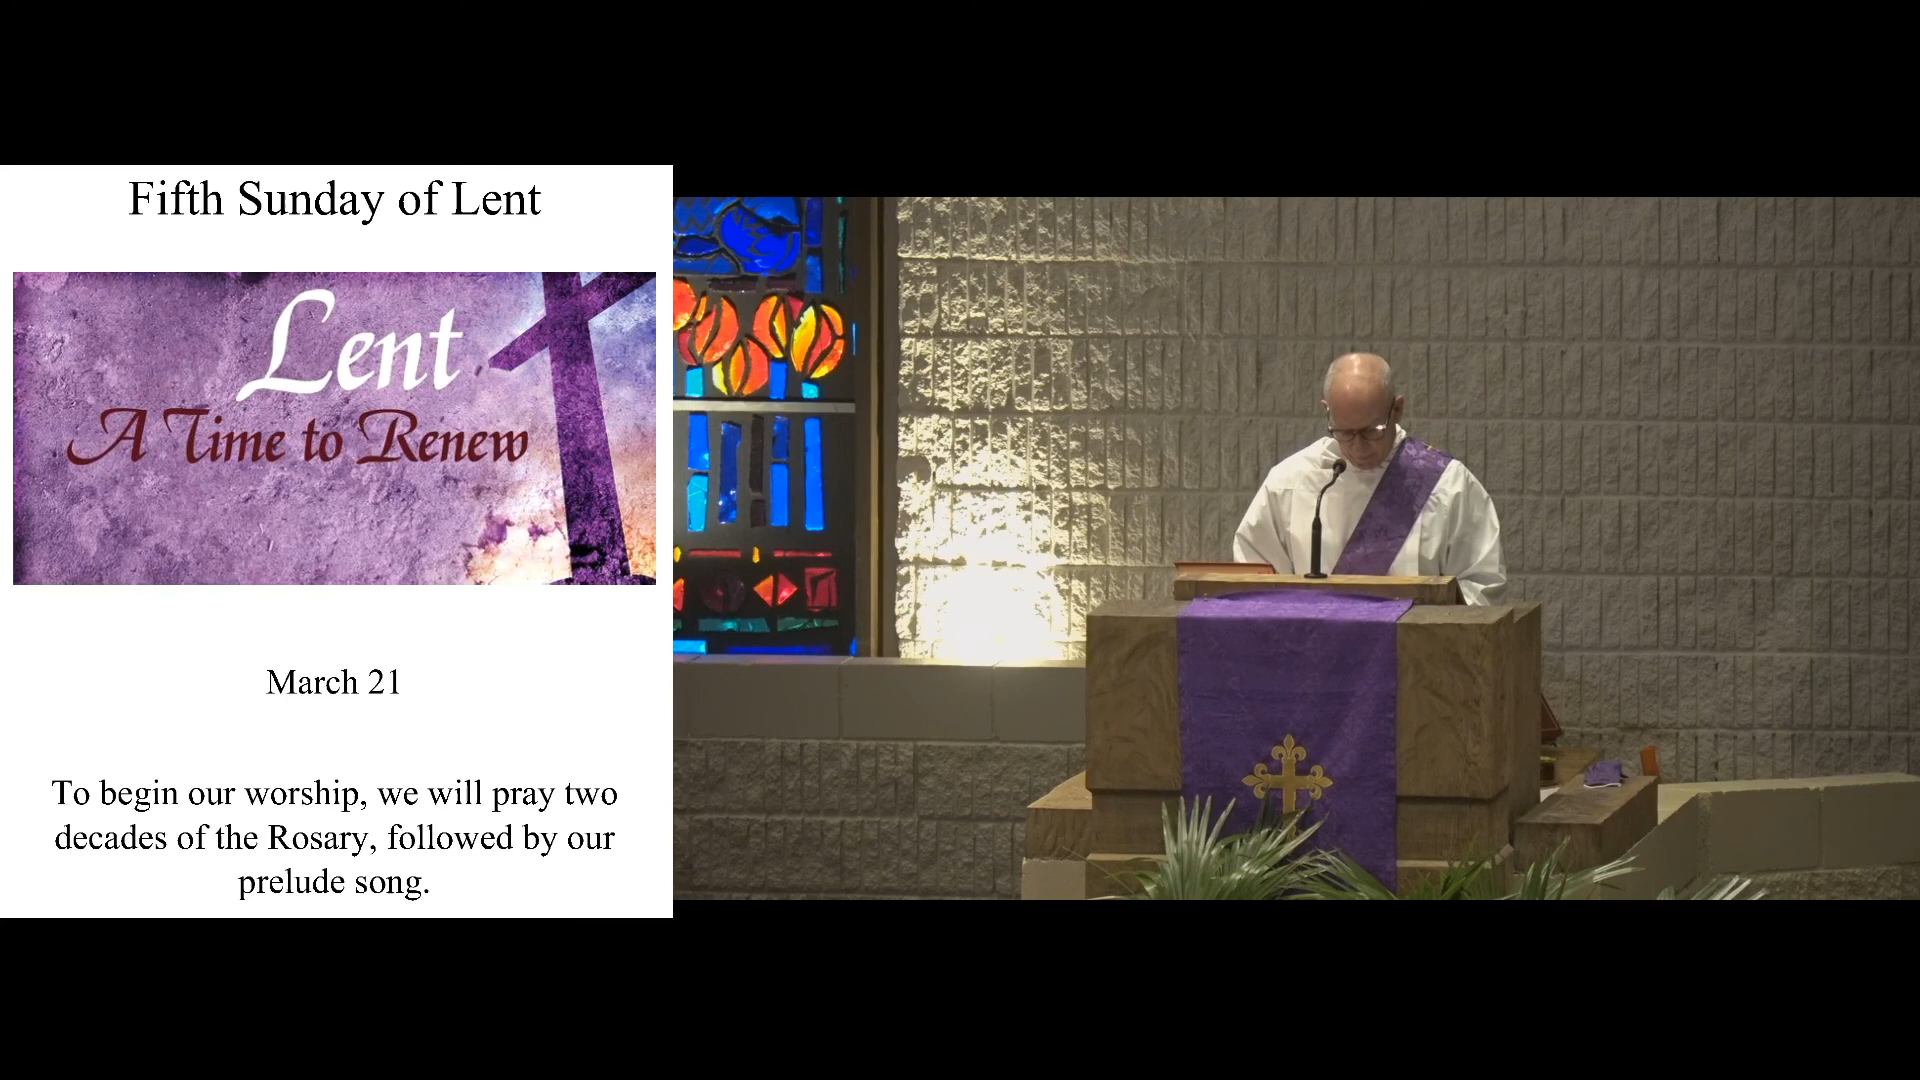 Fifth Sunday of Lent
Lent
A Time to Renew
March 21
To begin our worship, we will pray two
decades of the Rosary, followed by our
prelude song.